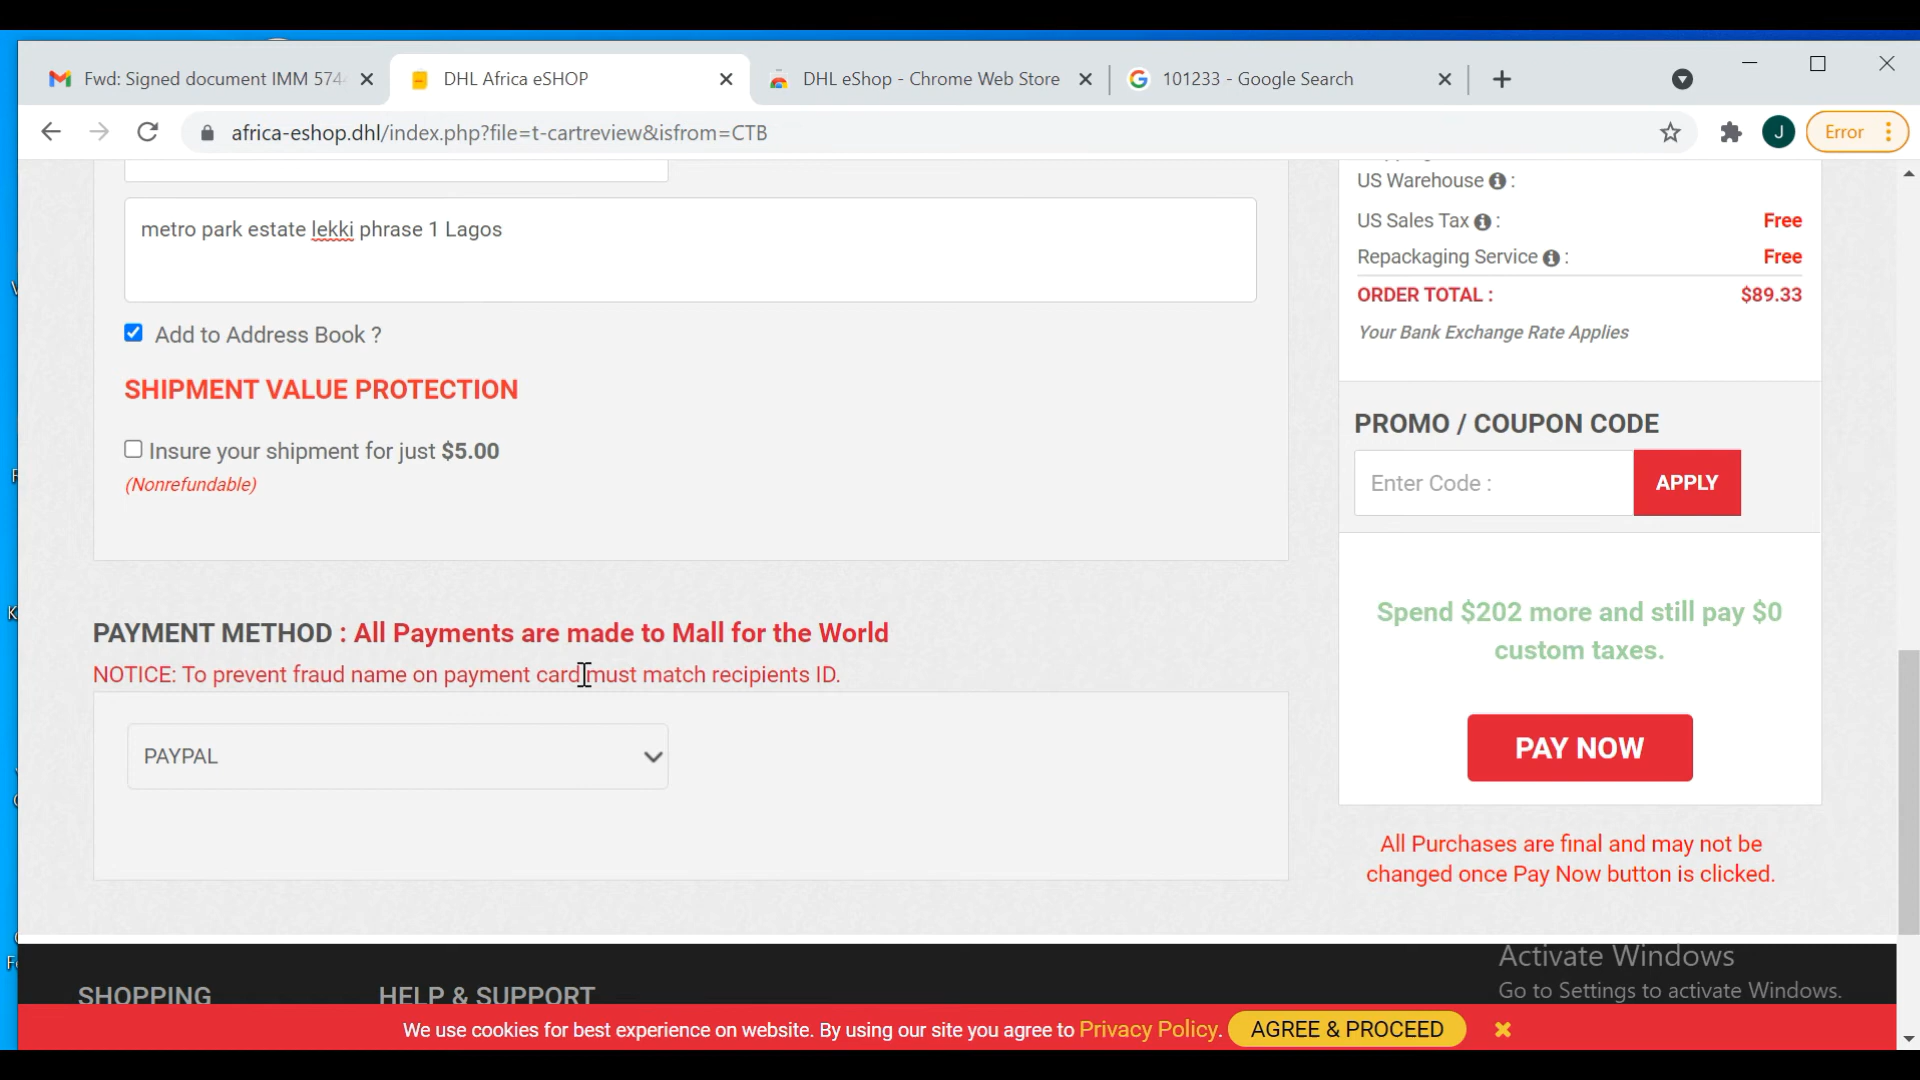 Fwd: Signed document IMM 574
DHL Africa eSHOP
DHL eShop - Chrome Web Store
101233 - Google Search
africa-eshop.dhl/index.php?file=t-cartreview&isfrom=CTB
J
Error
metro park estate lekki phrase 1 Lagos
Add to Address Book ?
SHIPMENT VALUE PROTECTION
Insure your shipment for just $5.00
(Nonrefundable)
PAYMENT METHOD : All Payments are made to Mall for the World
NOTICE: To prevent fraud name on payment card must match recipients ID.
PAYPAL
US Warehouse :
US Sales Tax : Free
Repackaging Service : Free
ORDER TOTAL : $89.33
Your Bank Exchange Rate Applies
PROMO / COUPON CODE
Enter Code :
APPLY
Spend $202 more and still pay $0
custom taxes.
PAY NOW
All Purchases are final and may not be
changed once Pay Now button is clicked.
Activate Windows
Go to Settings to activate Windows.
SHOPPING
HELP & SUPPORT
We use cookies for best experience on website. By using our site you agree to Privacy Policy.
AGREE & PROCEED